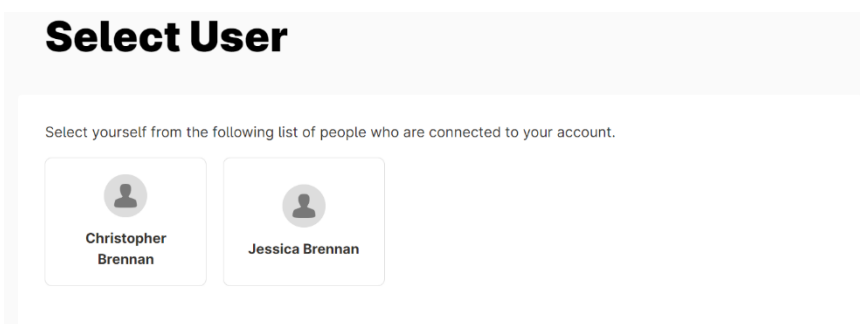 Select User
Select yourself from the following list of people who are connected to your account.
Christopher
Brennan
Jessica Brennan